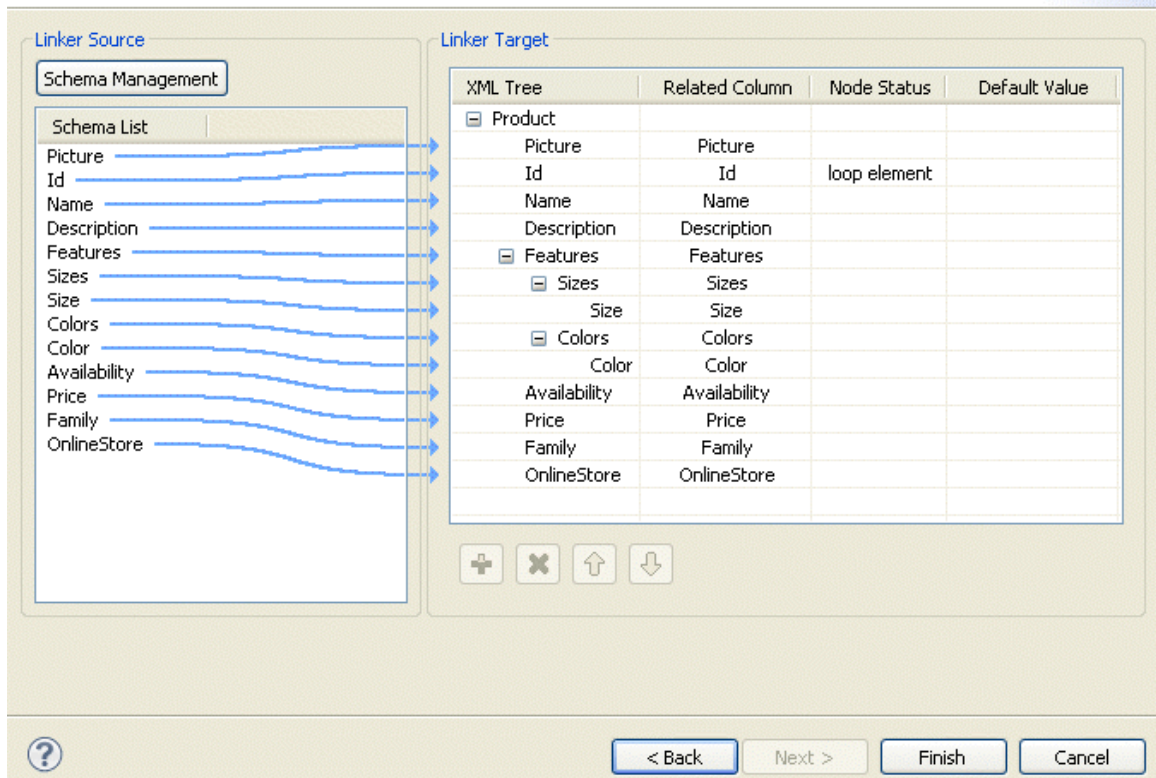 Linker Source
Schema Management
Schema List
Picture
Id
Name
Description
Features
Sizes
Size
Colors
Color
Availability
Price
Family
OnlineStore
Linker Target
XML Tree Related Column Node Status Default Value
Product
Picture Picture
Id Id loop element
Name Name
Description Description
Features Features
Sizes Sizes
Size Size
Colors Colors
Color Color
Availability Availability
Price Price
Family Family
OnlineStore OnlineStore
? < Back Next > Finish Cancel